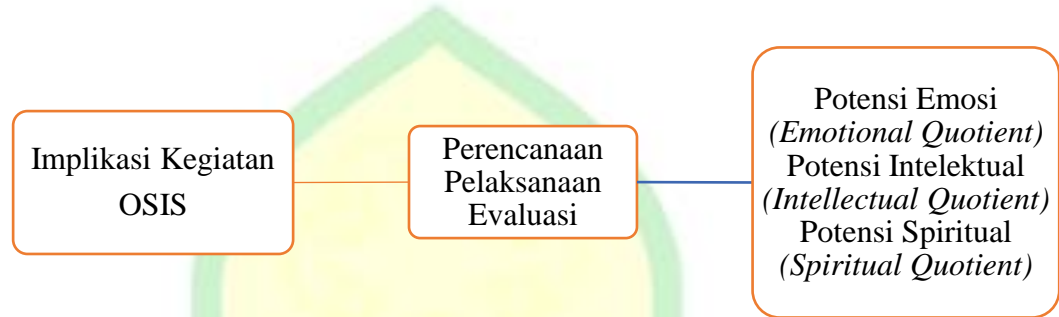 Implikasi Kegiatan
OSIS
Perencanaan
Pelaksanaan
Evaluasi
Potensi Emosi
(Emotional Quotient)
Potensi Intelektual
(Intellectual Quotient)
Potensi Spiritual
(Spiritual Quotient)